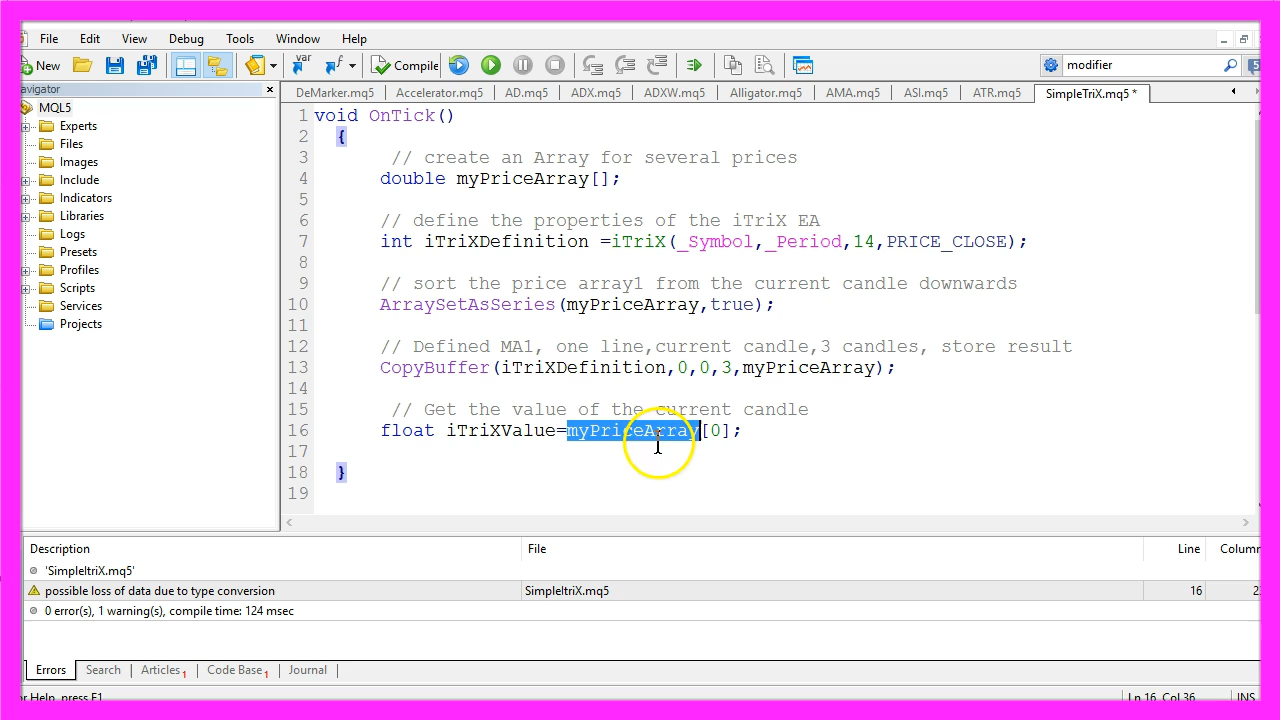 File Edit View Debug Tools Window Help
New Compile modifier 5
avigator
DeMarker.mq5 Accelerator.mq5 AD.mq5 ADX.mq5 ADXW.mq5 Alligator.mq5 AMA.mq5 ASI.mq5 ATR.mq5 SimpleTriX.mq5 *
MQL5
Experts
Files
Images
Include
Indicators
Libraries
Logs
Presets
Profiles
Scripts
Services
Projects
1 void OnTick()
2 {
3 // create an Array for several prices
4 double myPriceArray[];
5
6 // define the properties of the iTriX EA
7 int iTriXDefinition =iTriX(_Symbol,_Period,14,PRICE_CLOSE);
8
9 // sort the price array1 from the current candle downwards
10 ArraySetAsSeries(myPriceArray,true);
11
12 // Defined MA1, one line,current candle,3 candles, store result
13 CopyBuffer(iTriXDefinition,0,0,3,myPriceArray);
14
15 // Get the value of the current candle
16 float iTriXValue=myPriceArray[0];
17
18 }
19
Description File Line Column
'SimpleItriX.mq5'
possible loss of data due to type conversion SimpleItriX.mq5 16
0 error(s), 1 warning(s), compile time: 124 msec
Errors Search Articles 1 Code Base 1 Journal
or Help, press F1 Ln 16, Col 36 INS